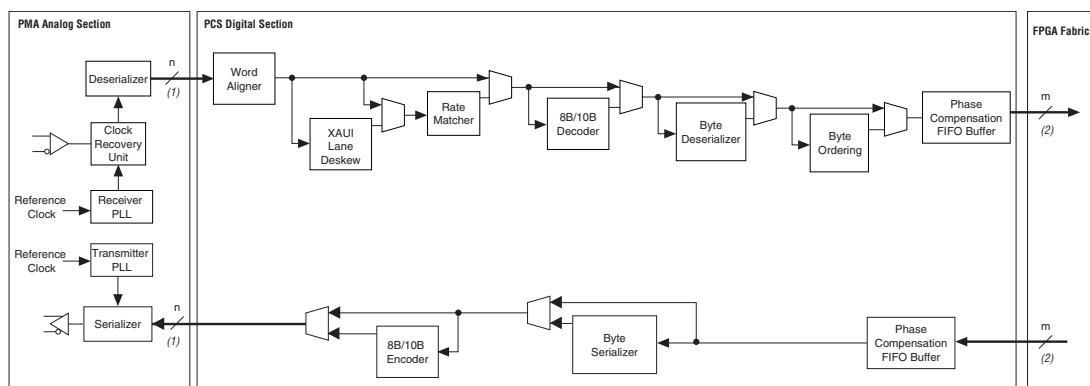 PMA Analog Section
PCS Digital Section
FPGA Fabric
n
(1)
Deserializer
Word
Aligner
Clock
Recovery
Unit
Reference
Clock
Receiver
PLL
XAUI
Lane
Deskew
Rate
Matcher
8B/10B
Decoder
Byte
Deserializer
Byte
Ordering
Phase
Compensation
FIFO Buffer
m
(2)
Reference
Clock
Transmitter
PLL
Serializer
n
(1)
8B/10B
Encoder
Byte
Serializer
Phase
Compensation
FIFO Buffer
m
(2)